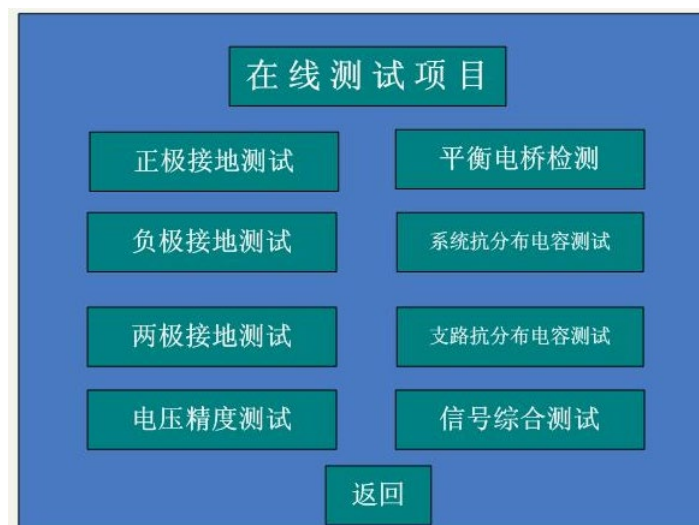 在线测试项目
正极接地测试
平衡电桥检测
负极接地测试
系统抗分布电容测试
两极接地测试
支路抗分布电容测试
电压精度测试
信号综合测试
返回